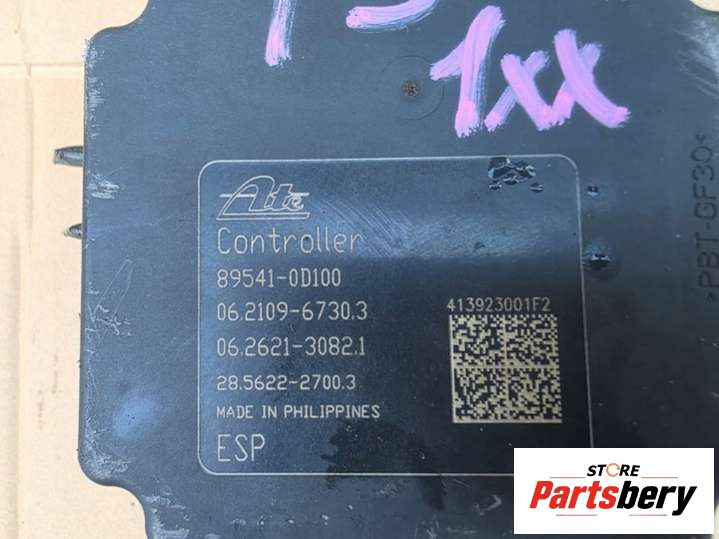 1xx
Ate
Controller
89541-0D100
06.2109-6730.3
413923001F2
06.2621-3082.1
28.5622-2700.3
MADE IN PHILIPPINES
ESP
>PBT-GF30<
STORE
Partsbery